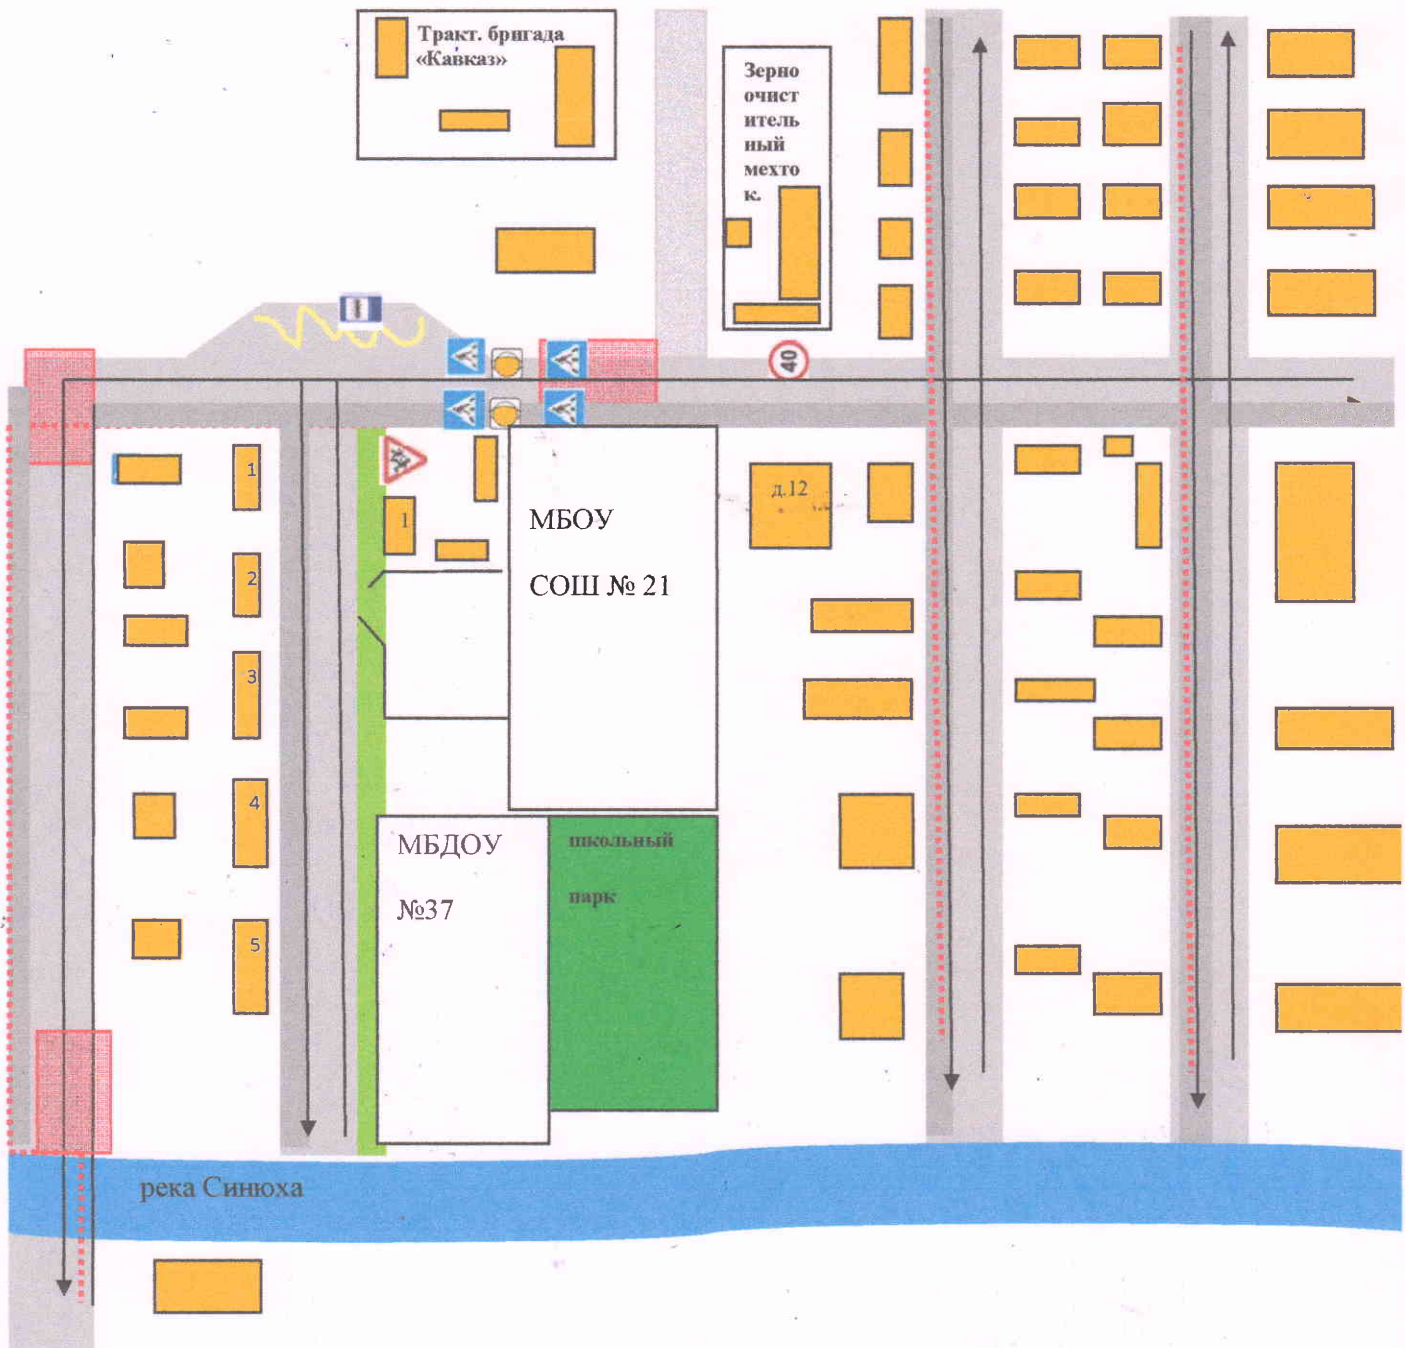 Тракт. бригада
«Кавказ»
Зерно
очист
итель
ный
мехто
к.
40
1
2
3
4
5
1
МБОУ
СОШ № 21
д.12
МБДОУ
№37
школьный
парк
река Синюха